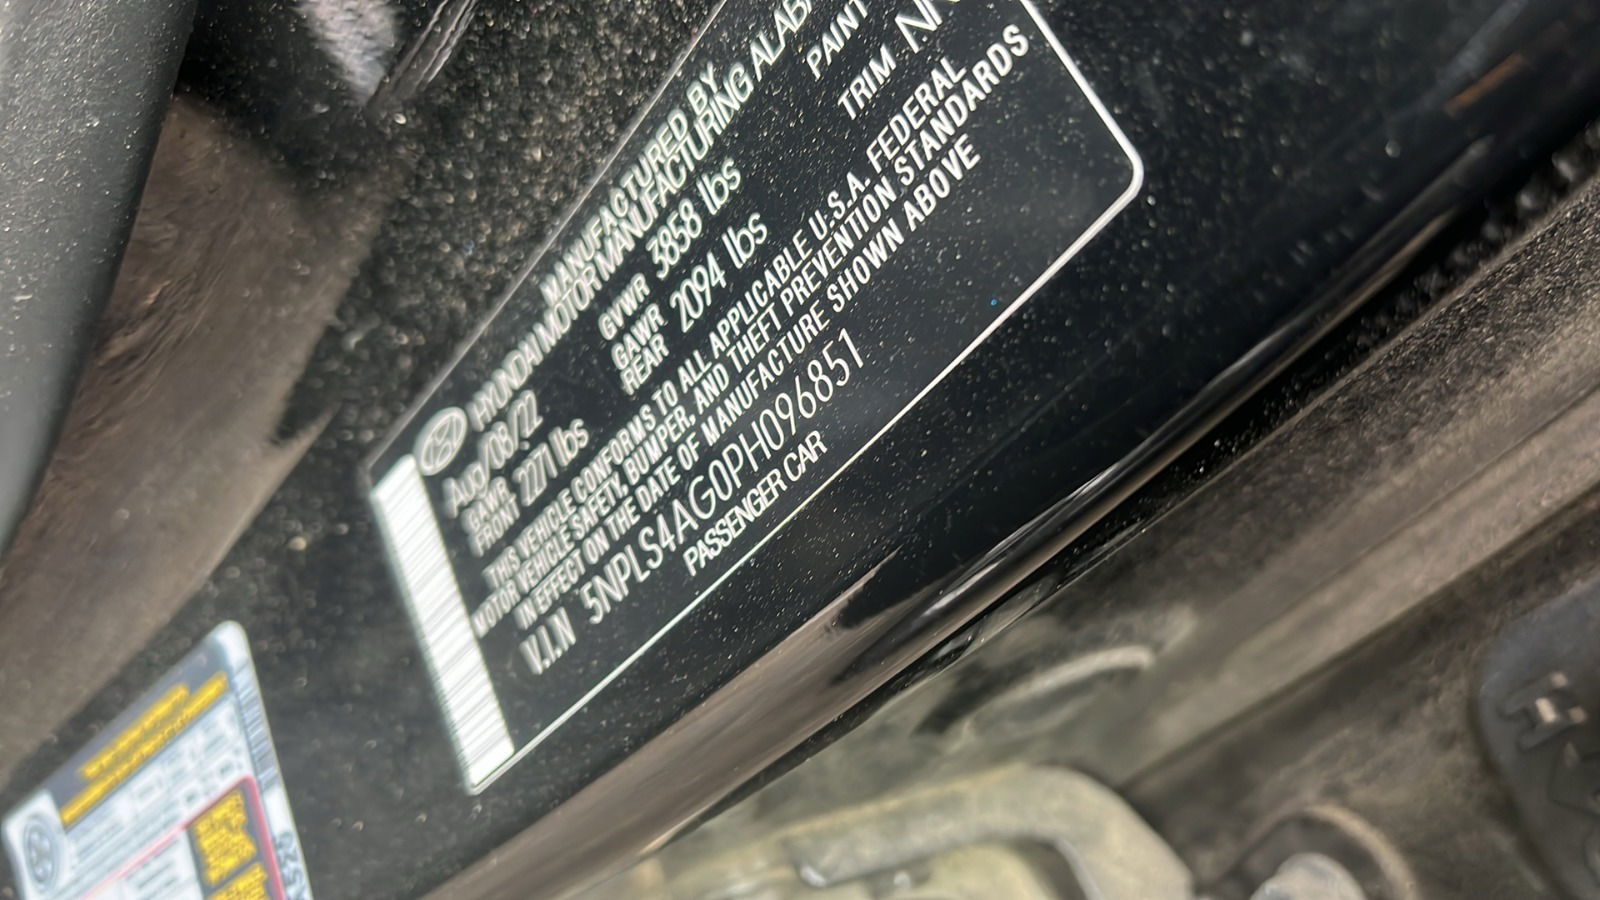 MANUFACTURED BY
HYUNDAI MOTOR MANUFACTURING
Aug/08/22
PAINT
GAWR FRONT 2271 lbs
GVWR 3858 lbs
GAWR REAR 2094 lbs
TRIM
THIS VEHICLE CONFORMS TO ALL APPLICABLE U.S.A. FEDERAL
MOTOR VEHICLE SAFETY, BUMPER, AND THEFT PREVENTION STANDARDS
IN EFFECT ON THE DATE OF MANUFACTURE SHOWN ABOVE
V.I.N 5NPLS4AG0PH096851
PASSENGER CAR